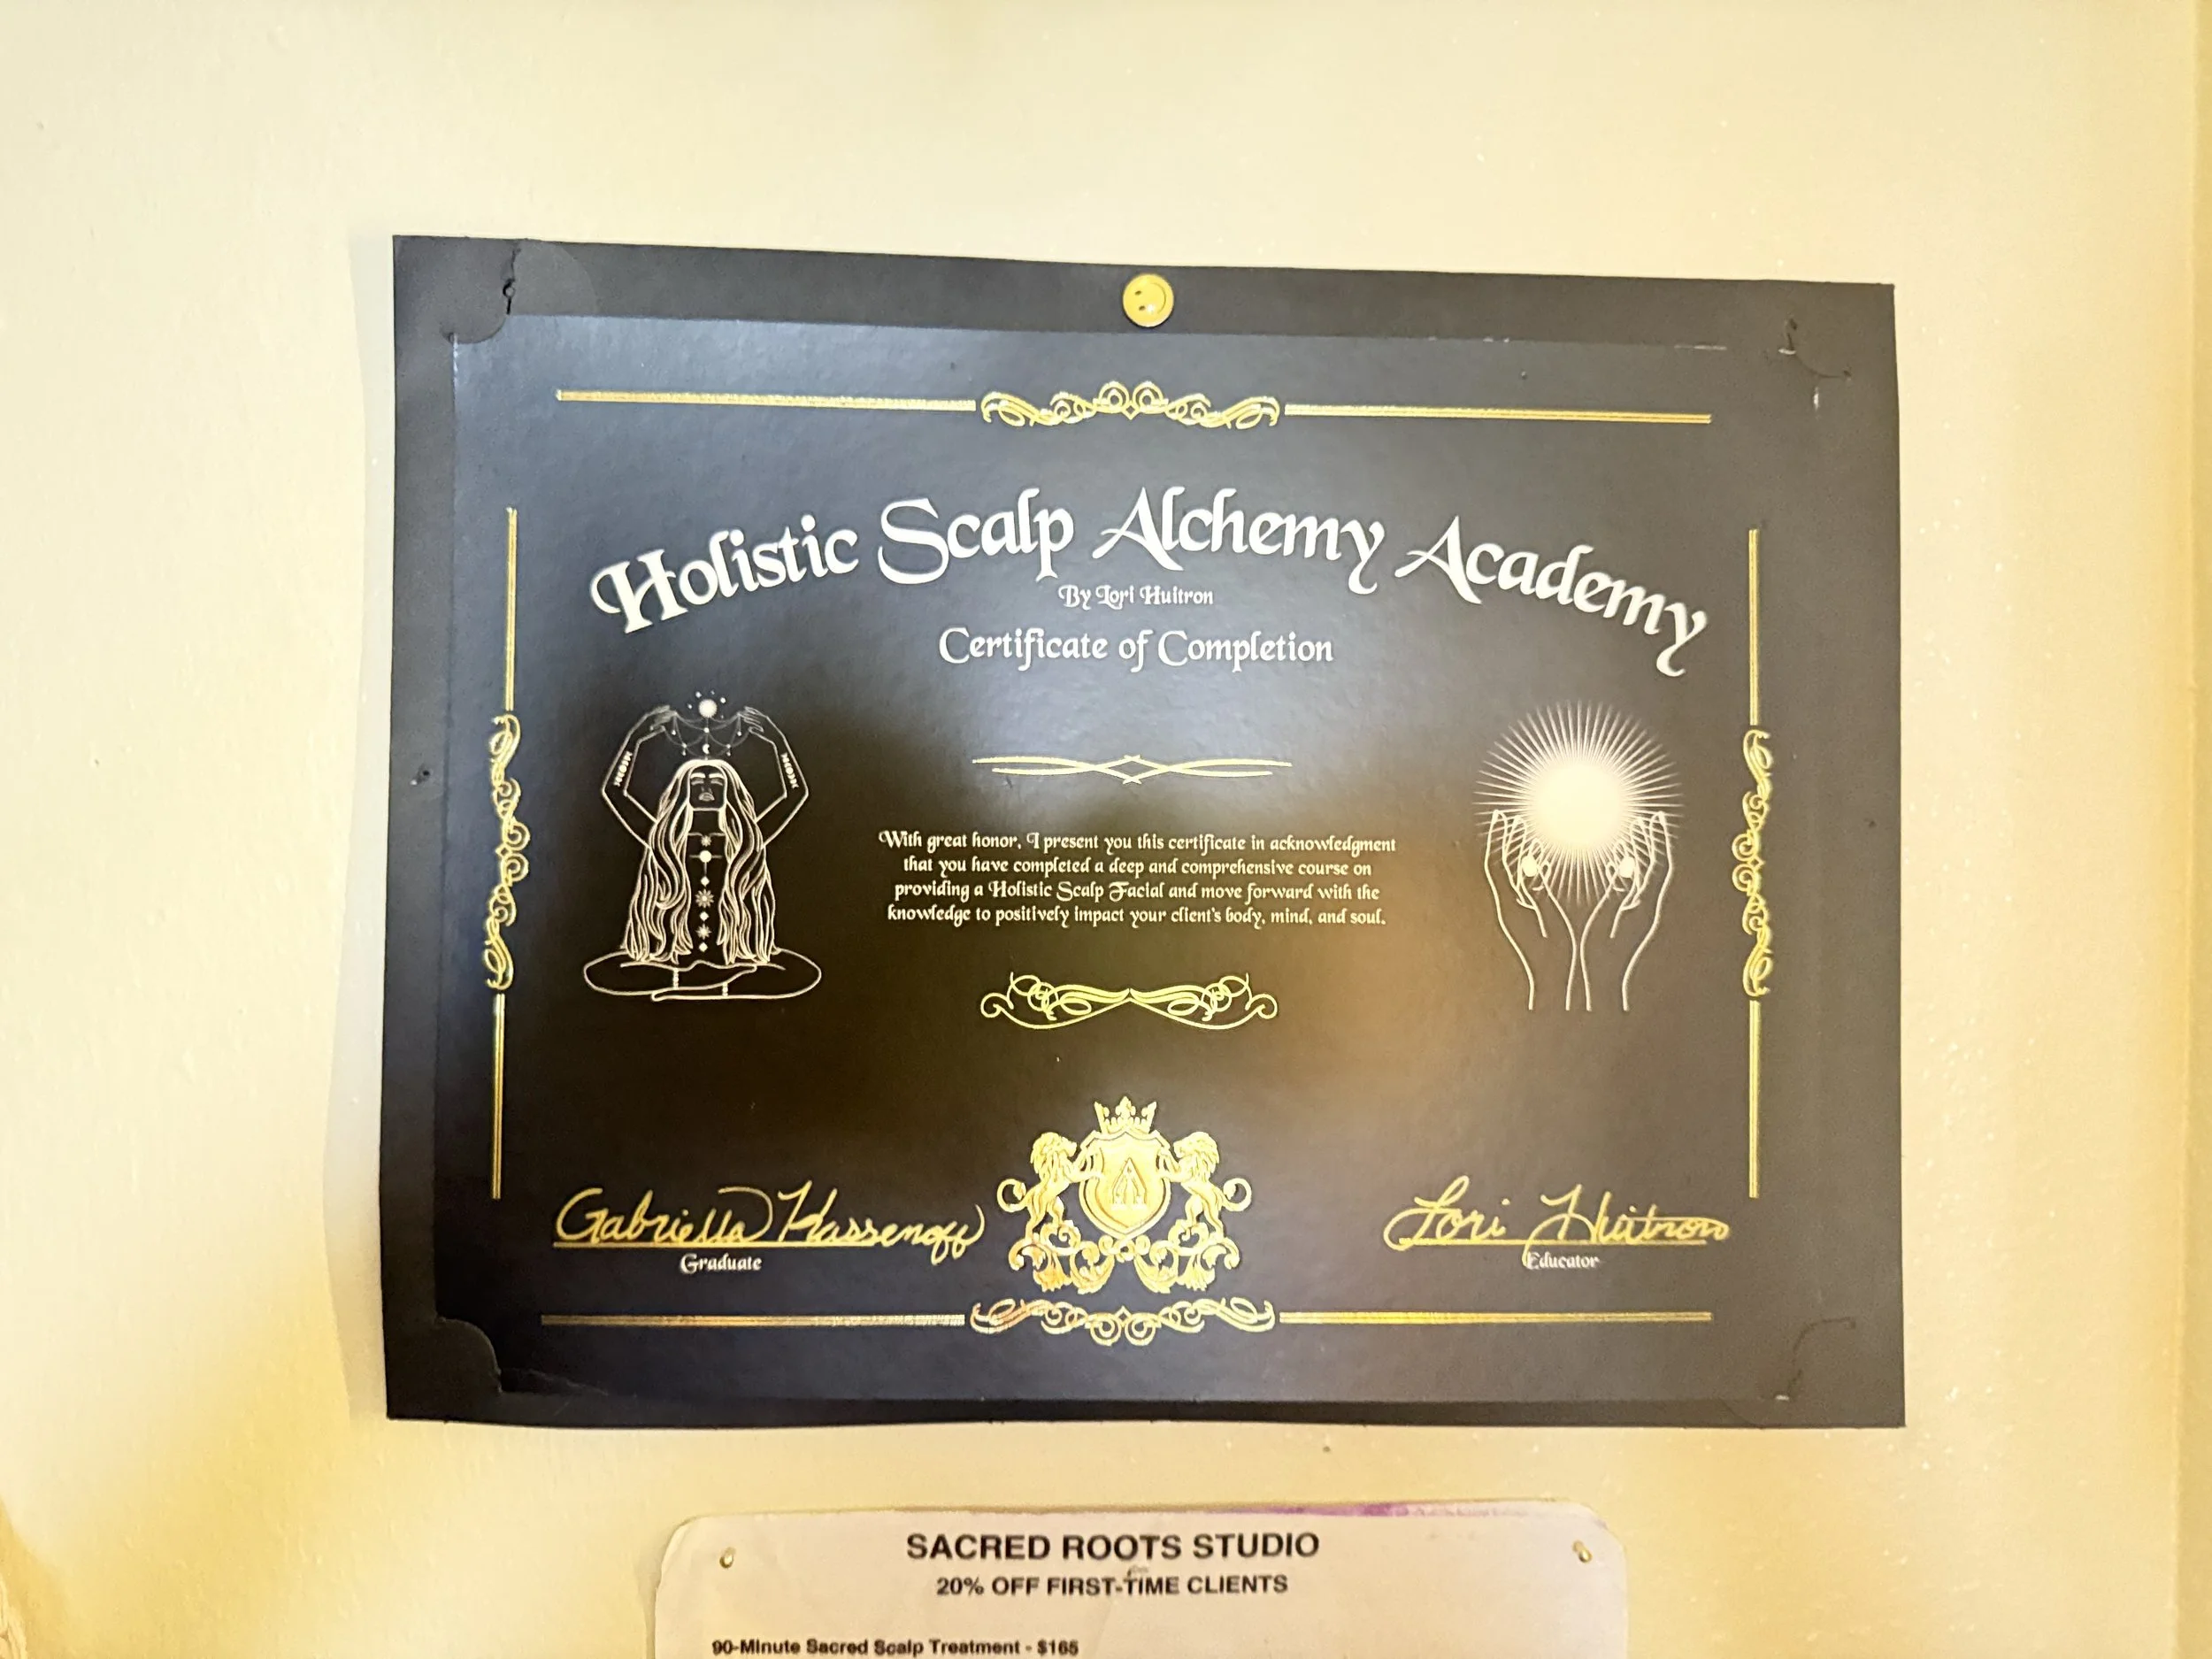 Holistic Scalp Alchemy Academy
By Lori Huitron
Certificate of Completion
With great honor, I present you this certificate in acknowledgment
that you have completed a deep and comprehensive course on
providing a Holistic Scalp Facial and move forward with the
knowledge to positively impact your client's body, mind, and soul.
Gabriella Hassenoff
Graduate
Lori Huitron
Educator
SACRED ROOTS STUDIO
20% OFF FIRST-TIME CLIENTS
90-Minute Sacred Scalp Treatment - $165